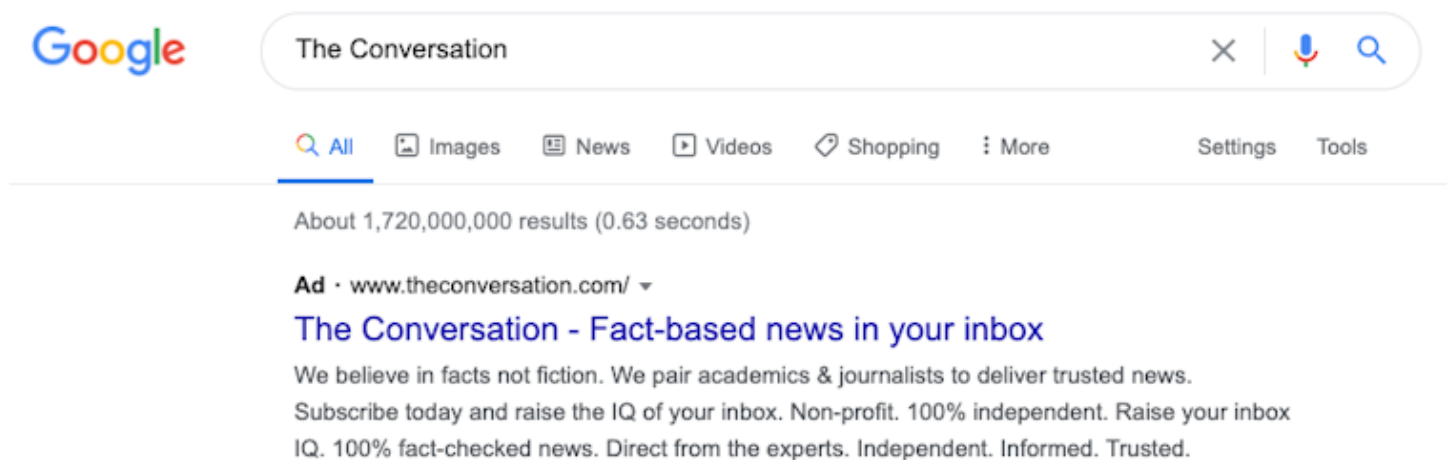 Google The Conversation
All Images News Videos Shopping More Settings Tools
About 1,720,000,000 results (0.63 seconds)
Ad · www.theconversation.com/
The Conversation - Fact-based news in your inbox
We believe in facts not fiction. We pair academics & journalists to deliver trusted news.
Subscribe today and raise the IQ of your inbox. Non-profit. 100% independent. Raise your inbox
IQ. 100% fact-checked news. Direct from the experts. Independent. Informed. Trusted.